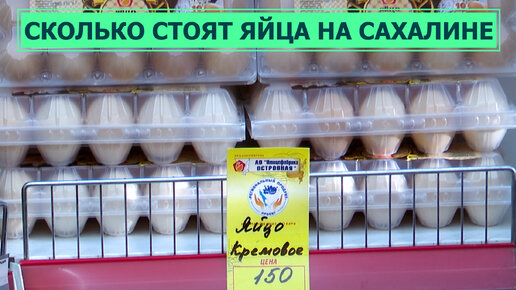 СКОЛЬКО СТОЯТ ЯЙЦА НА САХАЛИНЕ
АО "Птицефабрика
ОСТРОВНАЯ"
Яйцо
Кремовое
ЦЕНА
150